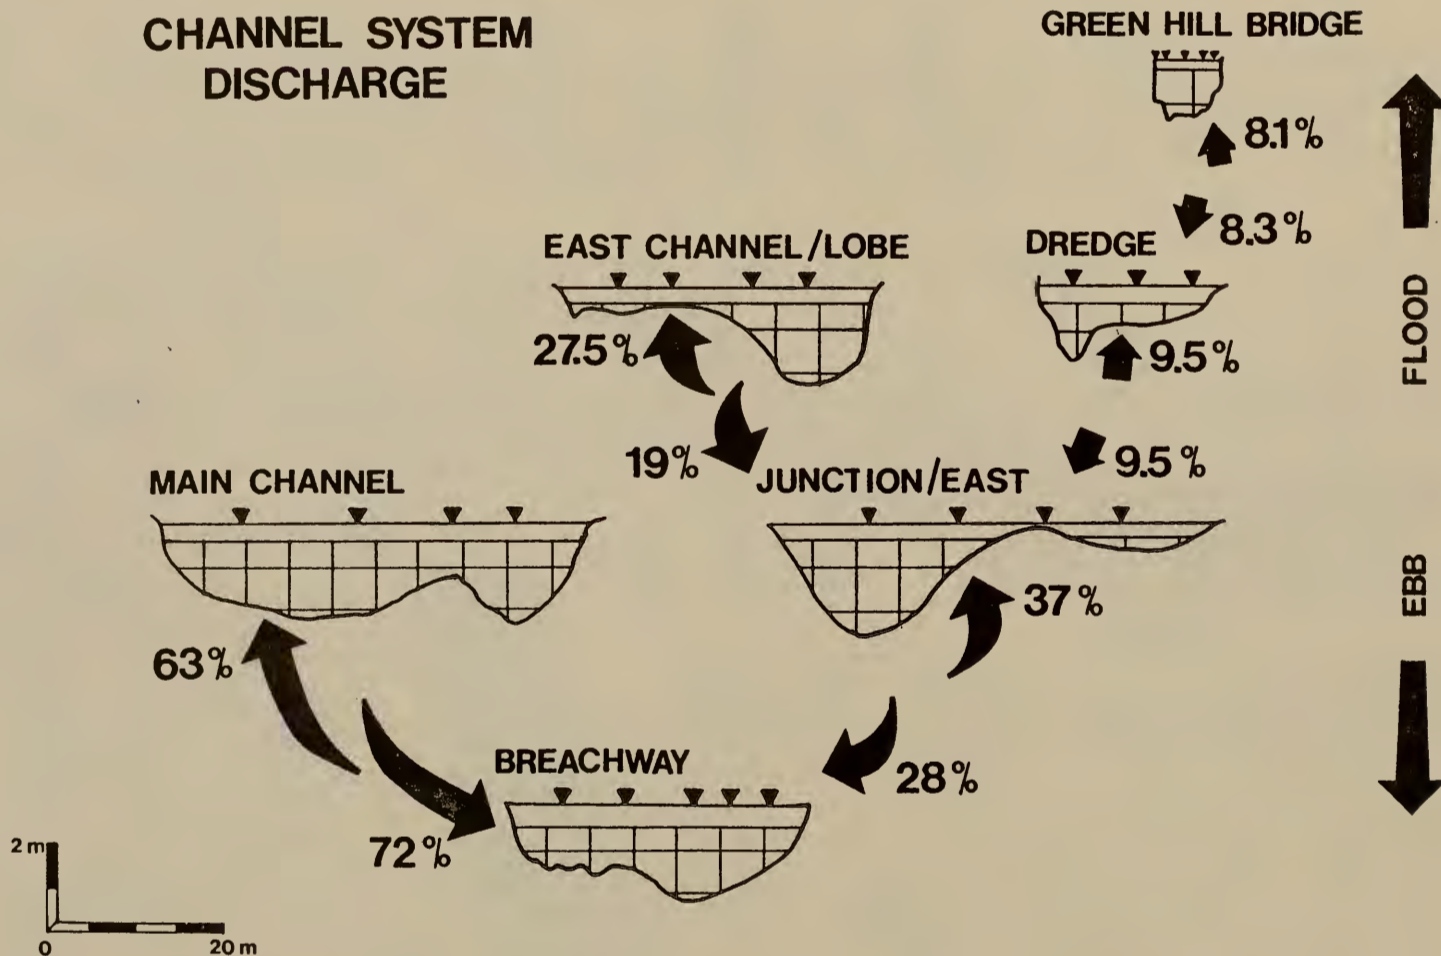 CHANNEL SYSTEM
DISCHARGE
GREEN HILL BRIDGE
8.1%
8.3%
EAST CHANNEL/LOBE
DREDGE
27.5%
9.5%
FLOOD
19%
9.5%
MAIN CHANNEL
JUNCTION/EAST
EBB
63%
37%
BREACHWAY
28%
72%
2 m
0
20 m